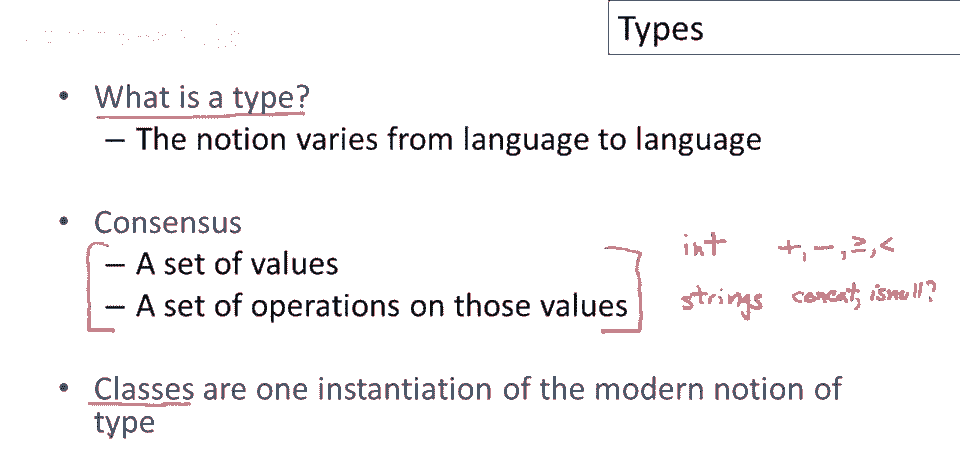 Types
• What is a type?
– The notion varies from language to language
• Consensus
– A set of values
– A set of operations on those values
int +, -, ≥, <
strings concat, isnull?
• Classes are one instantiation of the modern notion of
type